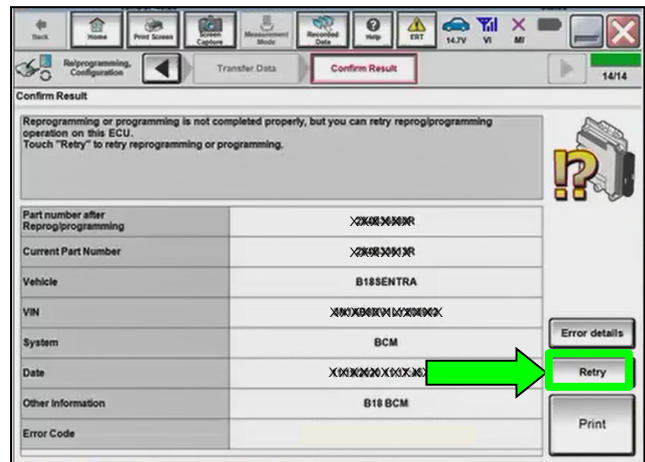 Back
Home
Print Screen
Screen Capture
Measurement Mode
Recorded Data
Help
ERT
14.7V
VI
MI
Re/programming, Configuration
Transfer Data
Confirm Result
14/14
Confirm Result
Reprogramming or programming is not completed properly, but you can retry reprog/programming
operation on this ECU.
Touch "Retry" to retry reprogramming or programming.
Part number after
Reprog/programming
Current Part Number
Vehicle
B18SENTRA
VIN
System
BCM
Error details
Date
Retry
Other Information
B18 BCM
Print
Error Code